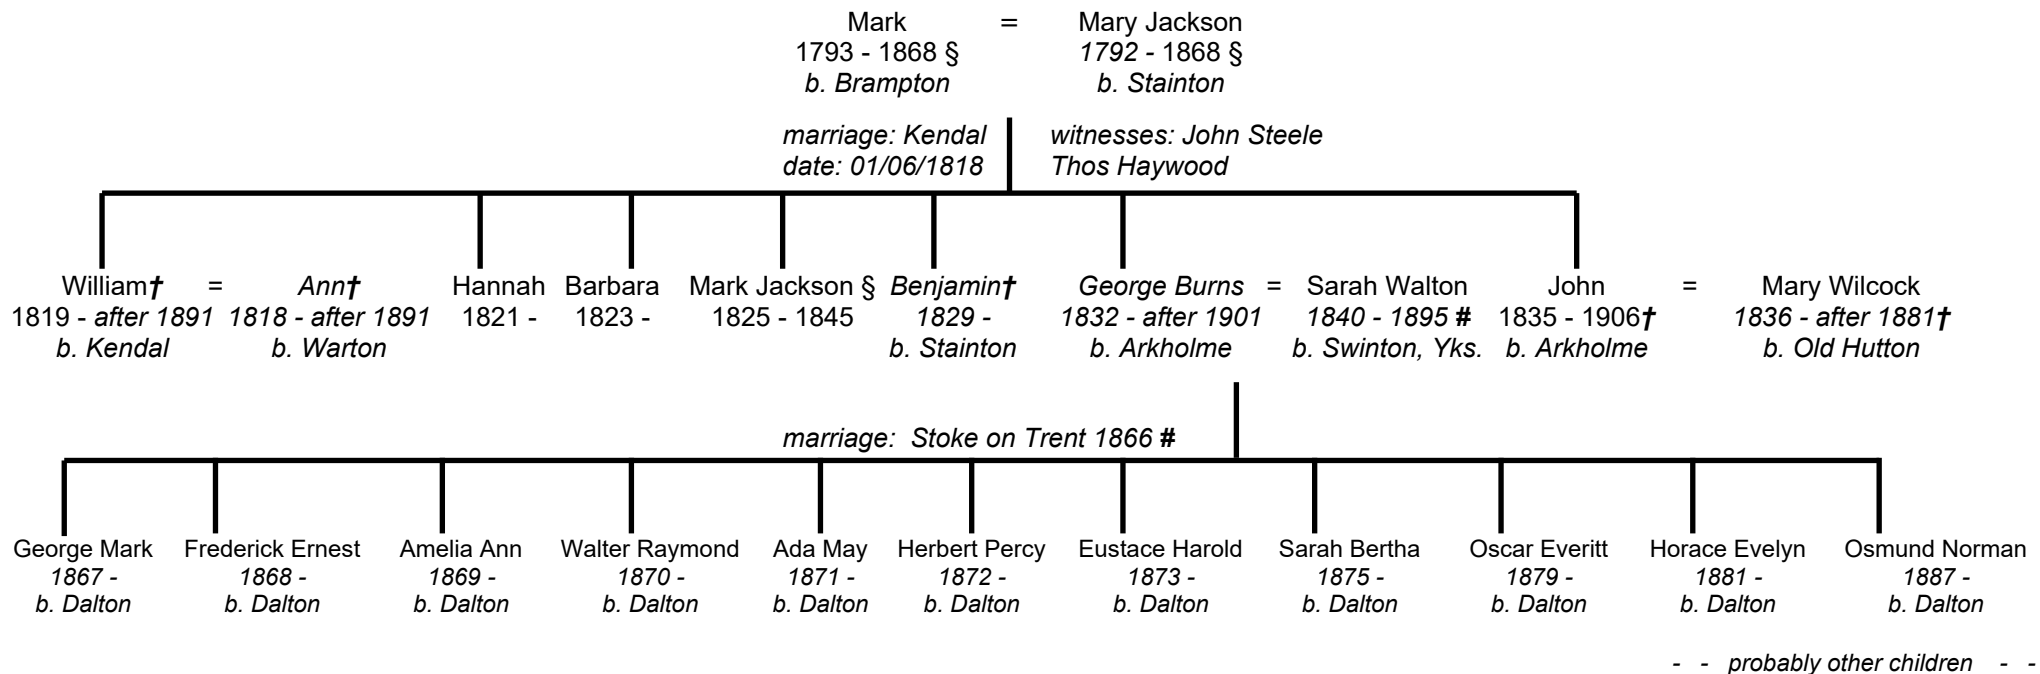 Mark = Mary Jackson
1793 - 1868 § 1792 - 1868 §
b. Brampton b. Stainton
marriage: Kendal witnesses: John Steele
date: 01/06/1818 Thos Haywood
William† = Ann† Hannah Barbara Mark Jackson § Benjamin† George Burns = Sarah Walton John = Mary Wilcock
1819 - after 1891 1818 - after 1891 1821 - 1823 - 1825 - 1845 1829 - 1832 - after 1901 1840 - 1895 # 1835 - 1906† 1836 - after 1881†
b. Kendal b. Warton b. Stainton b. Arkholme b. Swinton, Yks. b. Arkholme b. Old Hutton
marriage: Stoke on Trent 1866 #
George Mark Frederick Ernest Amelia Ann Walter Raymond Ada May Herbert Percy Eustace Harold Sarah Bertha Oscar Everitt Horace Evelyn Osmund Norman
1867 - 1868 - 1869 - 1870 - 1871 - 1872 - 1873 - 1875 - 1879 - 1881 - 1887 -
b. Dalton b. Dalton b. Dalton b. Dalton b. Dalton b. Dalton b. Dalton b. Dalton b. Dalton b. Dalton b. Dalton
- - probably other children - -